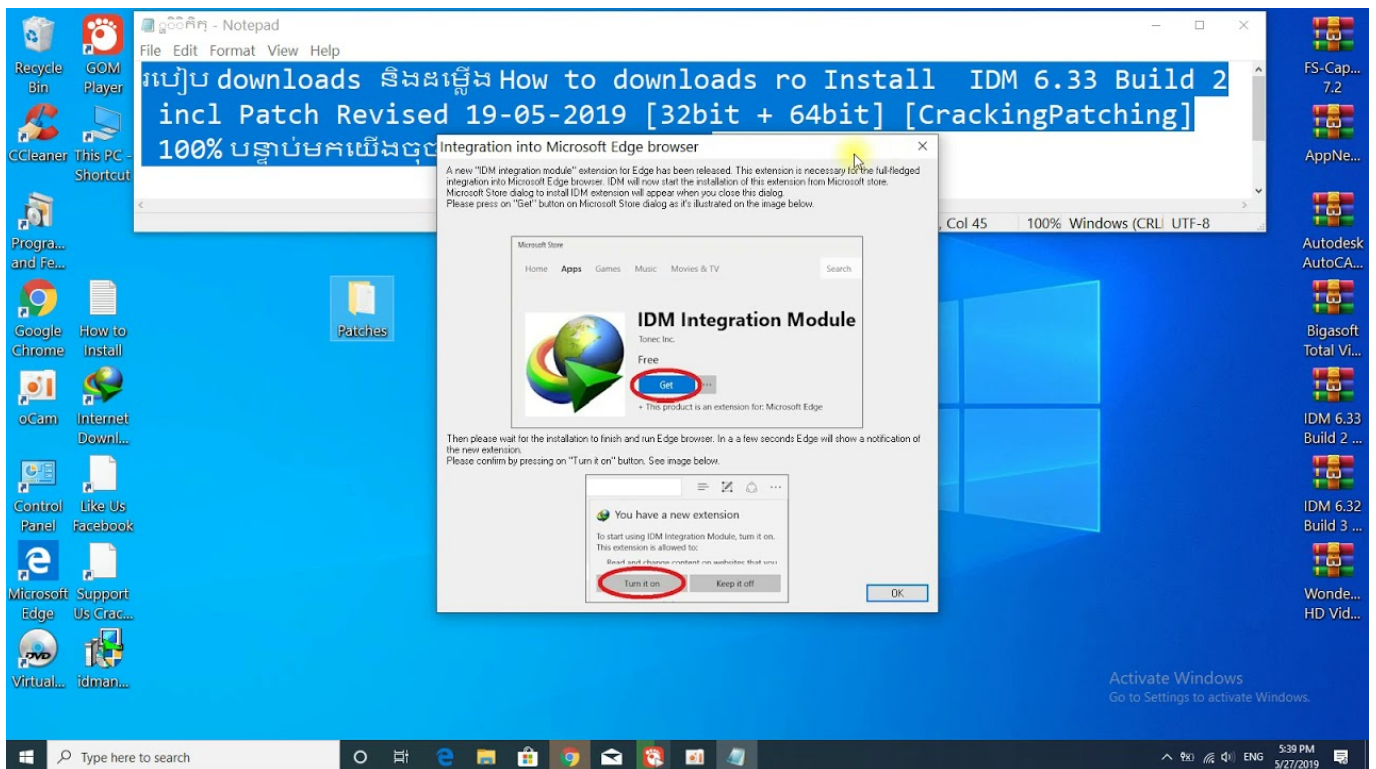 - Notepad
File Edit Format View Help
របៀប downloads និងដម្លើង How to downloads ro Install IDM 6.33 Build 2
incl Patch Revised 19-05-2019 [32bit + 64bit] [CrackingPatching]
100% បន្ទាប់មកយើងចុច
, Col 45 100% Windows (CRL UTF-8
Integration into Microsoft Edge browser
A new "IDM integration module" extension for Edge has been released. This extension is necessary for the full-fledged
integration into Microsoft Edge browser. IDM will now start the installation of this extension from Microsoft store.
Microsoft Store dialog to install IDM extension will appear when you close this dialog.
Please press on "Get" button on Microsoft Store dialog as it's illustrated on the image below.
Microsoft Store
Home Apps Games Music Movies & TV Search
IDM Integration Module
Tonec Inc.
Free
Get
+ This product is an extension for: Microsoft Edge
Then please wait for the installation to finish and run Edge browser. In a a few seconds Edge will show a notification of
the new extension.
Please confirm by pressing on "Turn it on" button. See image below.
You have a new extension
To start using IDM Integration Module, turn it on.
This extension is allowed to:
Read and change content on websites that you
Turn it on Keep it off
OK
Recycle
Bin
GOM
Player
CCleaner
This PC -
Shortcut
Progra...
and Fe...
Google
Chrome
How to
Install
oCam
Internet
Downl...
Control
Panel
Like Us
Facebook
Microsoft
Edge
Support
Us Crac...
Virtual...
idman...
Patches
FS-Cap...
7.2
AppNe...
Autodesk
AutoCA...
Bigasoft
Total Vi...
IDM 6.33
Build 2 ...
IDM 6.32
Build 3 ...
Wonde...
HD Vid...
Activate Windows
Go to Settings to activate Windows.
Type here to search
ENG
5:39 PM
5/27/2019